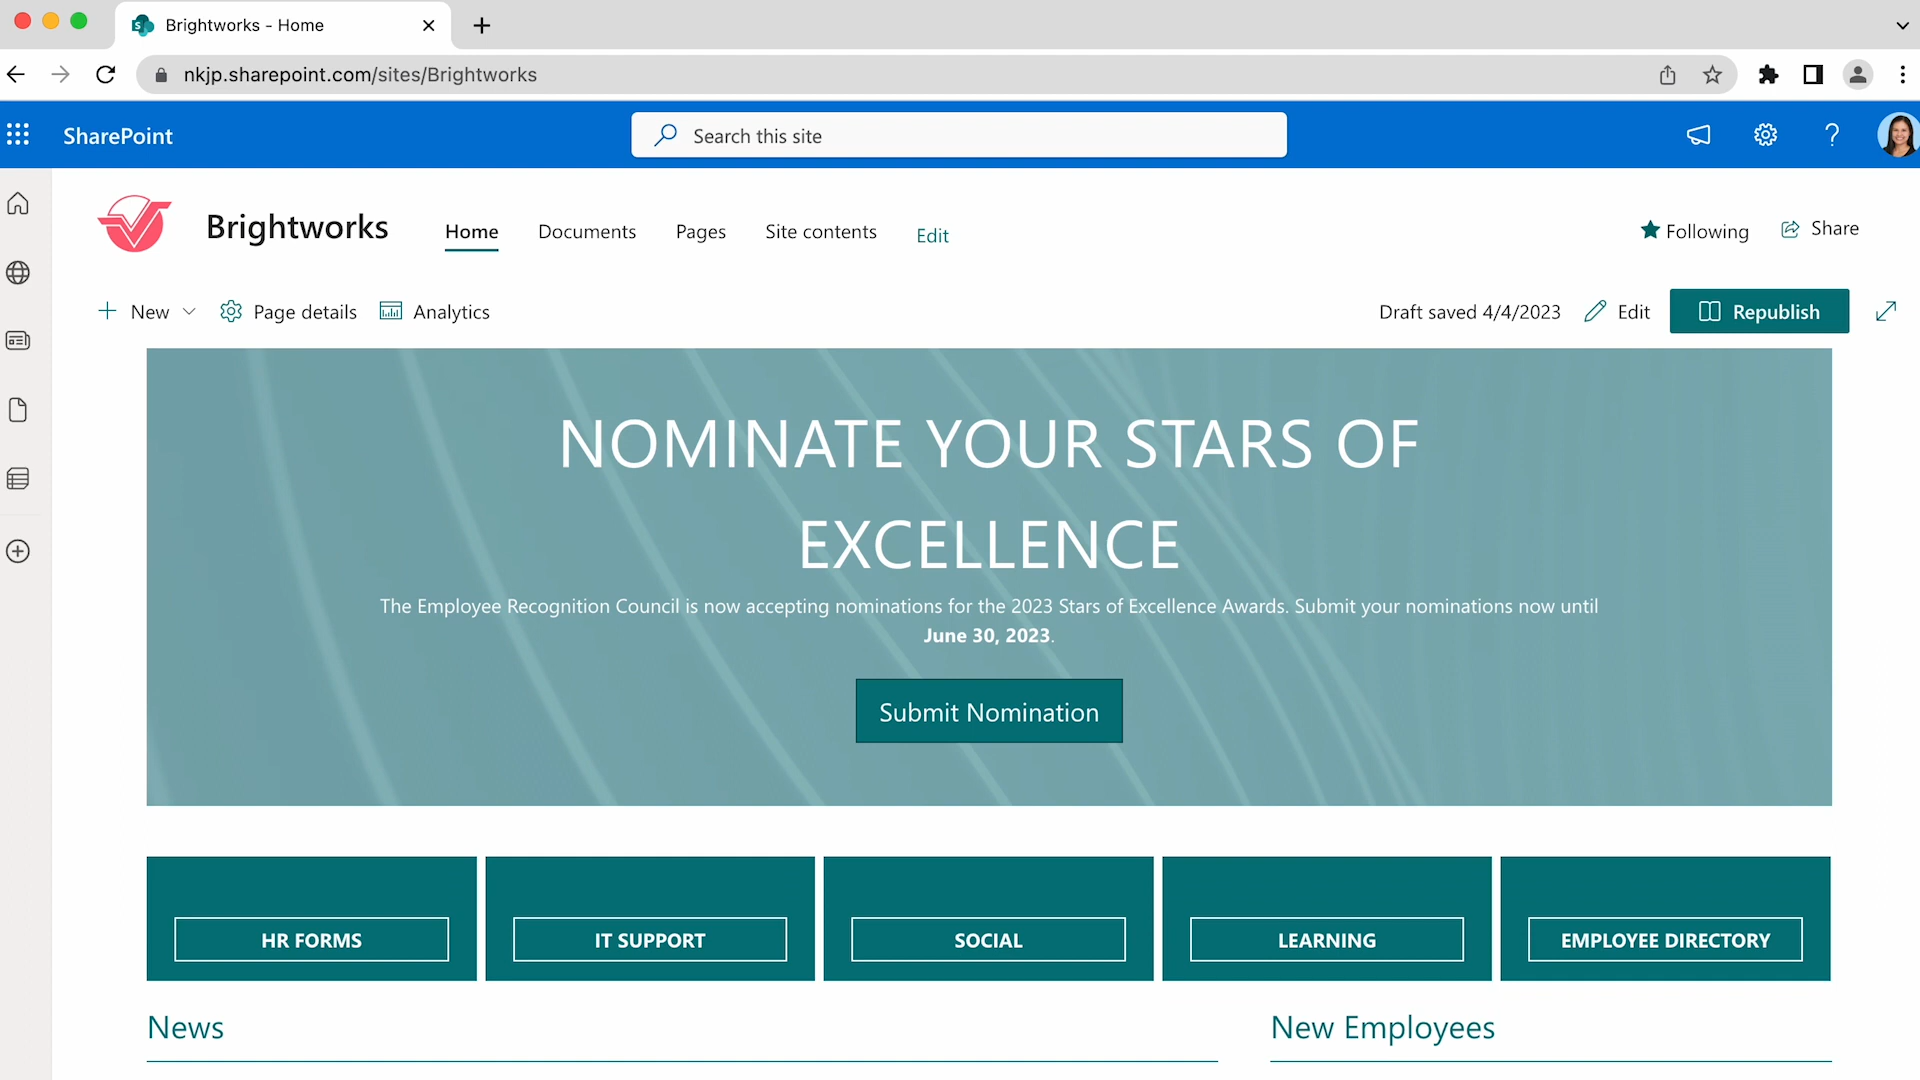 Brightworks - Home
nkjp.sharepoint.com/sites/Brightworks
SharePoint
Search this site
Brightworks
Home
Documents
Pages
Site contents
Edit
Following
Share
New
Page details
Analytics
Draft saved 4/4/2023
Edit
Republish
NOMINATE YOUR STARS OF
EXCELLENCE
The Employee Recognition Council is now accepting nominations for the 2023 Stars of Excellence Awards. Submit your nominations now until
June 30, 2023.
Submit Nomination
HR FORMS
IT SUPPORT
SOCIAL
LEARNING
EMPLOYEE DIRECTORY
News
New Employees